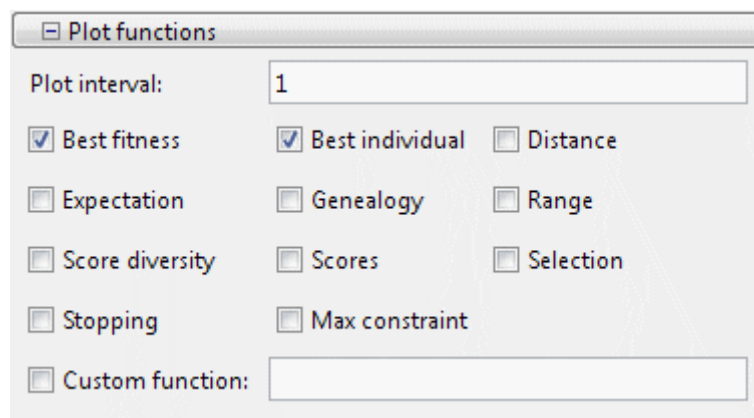 Plot functions
Plot interval: 1
Best fitness Best individual Distance
Expectation Genealogy Range
Score diversity Scores Selection
Stopping Max constraint
Custom function: